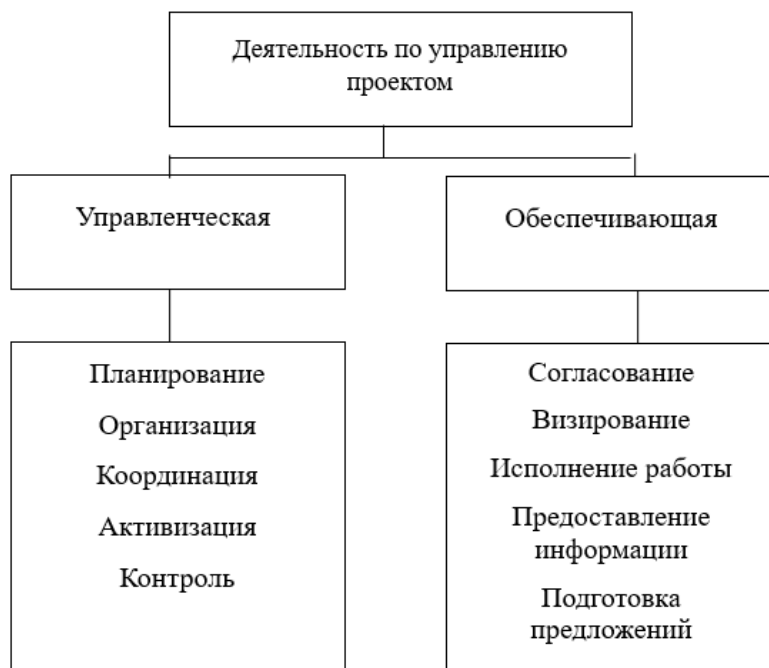 Деятельность по управлению
проектом
Управленческая
Обеспечивающая
Планирование
Организация
Координация
Активизация
Контроль
Согласование
Визирование
Исполнение работы
Предоставление
информации
Подготовка
предложений